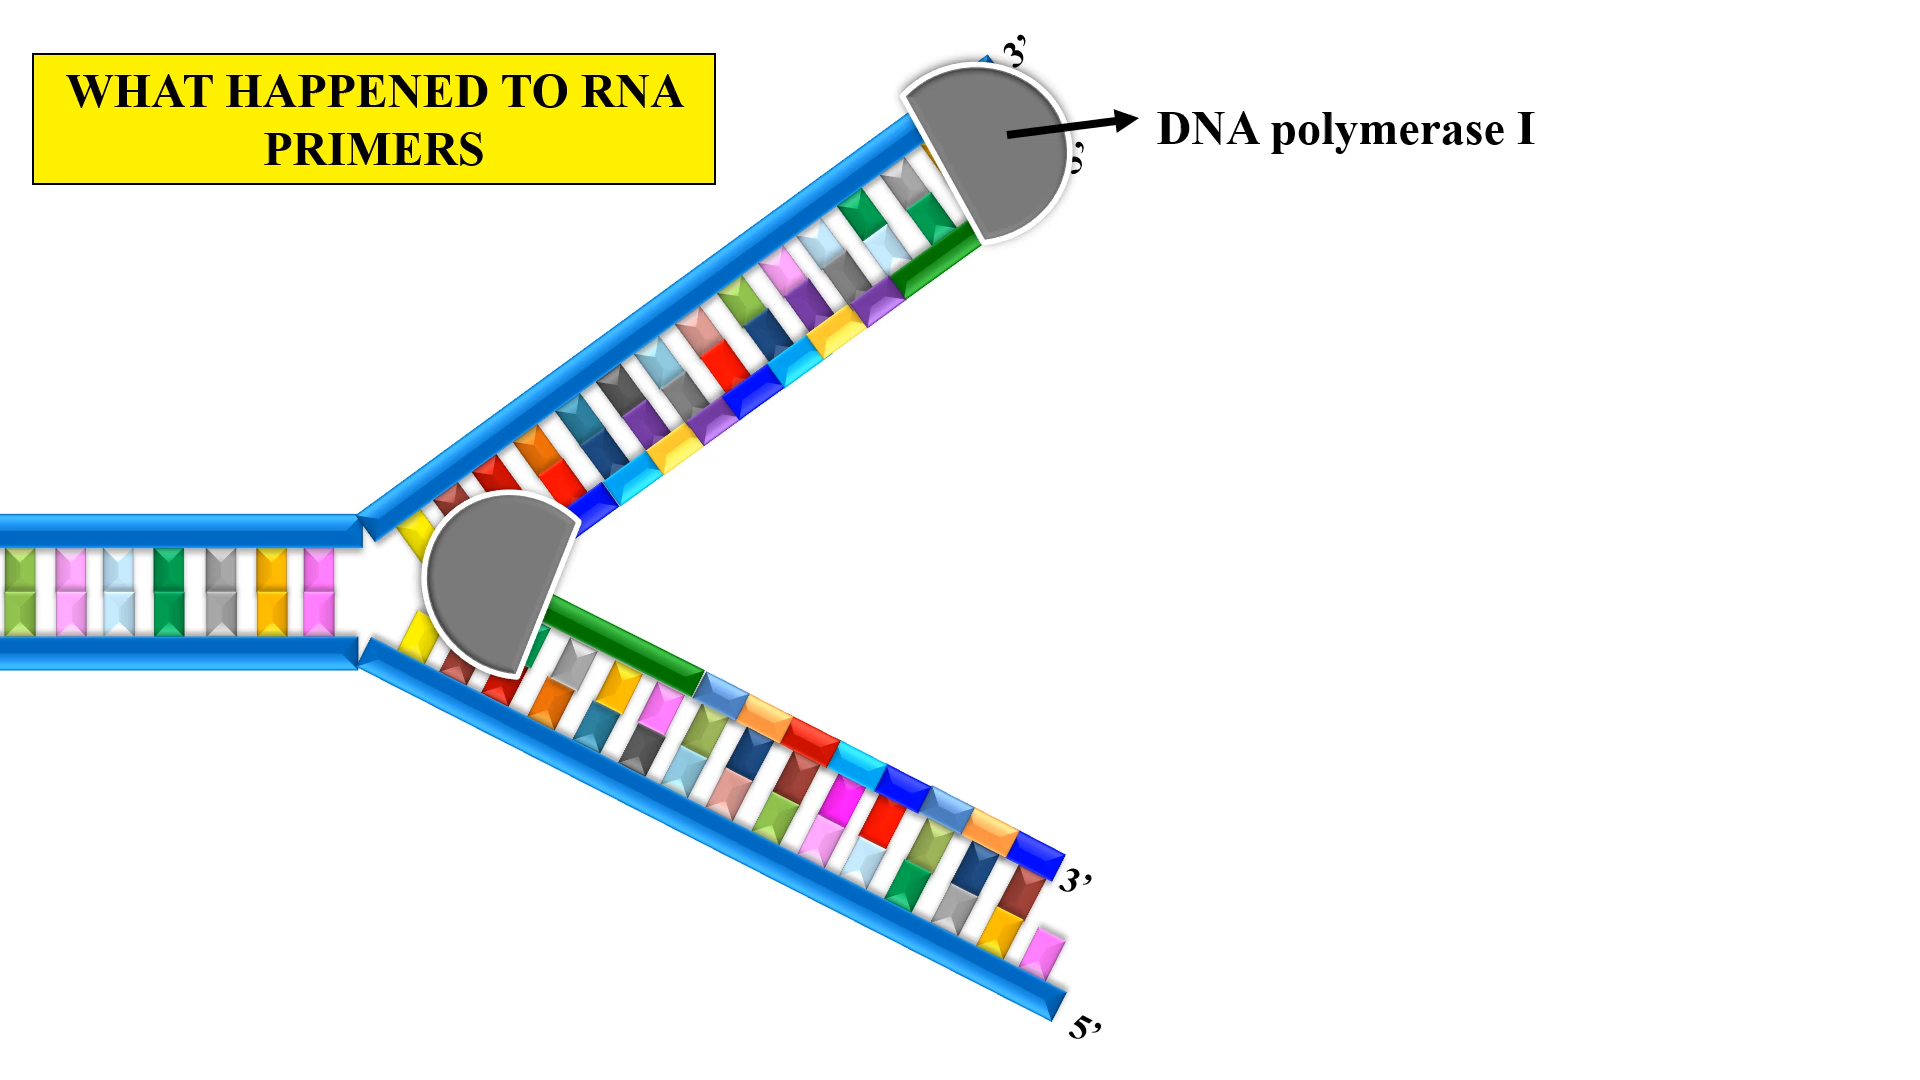 WHAT HAPPENED TO RNA
PRIMERS
3’
DNA polymerase I
5’
3’
5’